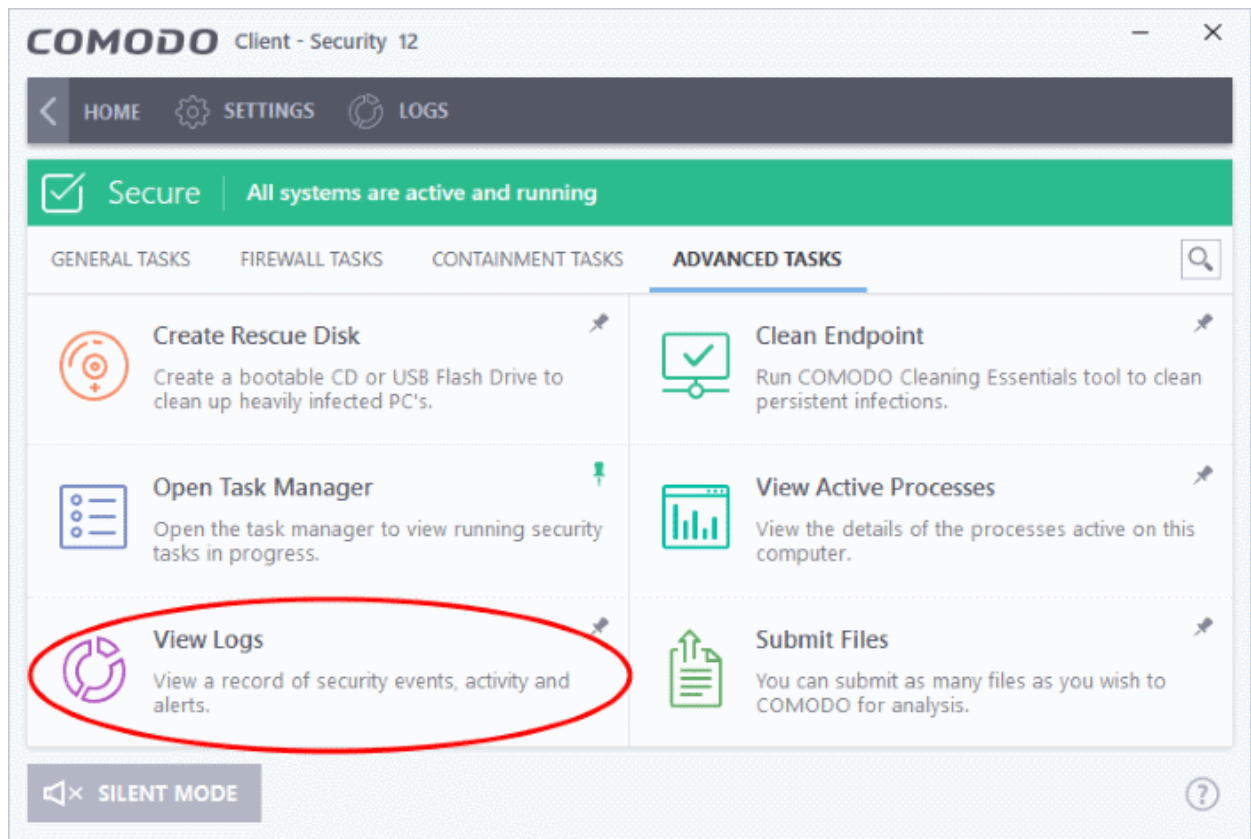 COMODO Client - Security 12
HOME SETTINGS LOGS
Secure All systems are active and running
GENERAL TASKS FIREWALL TASKS CONTAINMENT TASKS ADVANCED TASKS
Create Rescue Disk
Create a bootable CD or USB Flash Drive to
clean up heavily infected PC's.
Clean Endpoint
Run COMODO Cleaning Essentials tool to clean
persistent infections.
Open Task Manager
Open the task manager to view running security
tasks in progress.
View Active Processes
View the details of the processes active on this
computer.
View Logs
View a record of security events, activity and
alerts.
Submit Files
You can submit as many files as you wish to
COMODO for analysis.
SILENT MODE
?